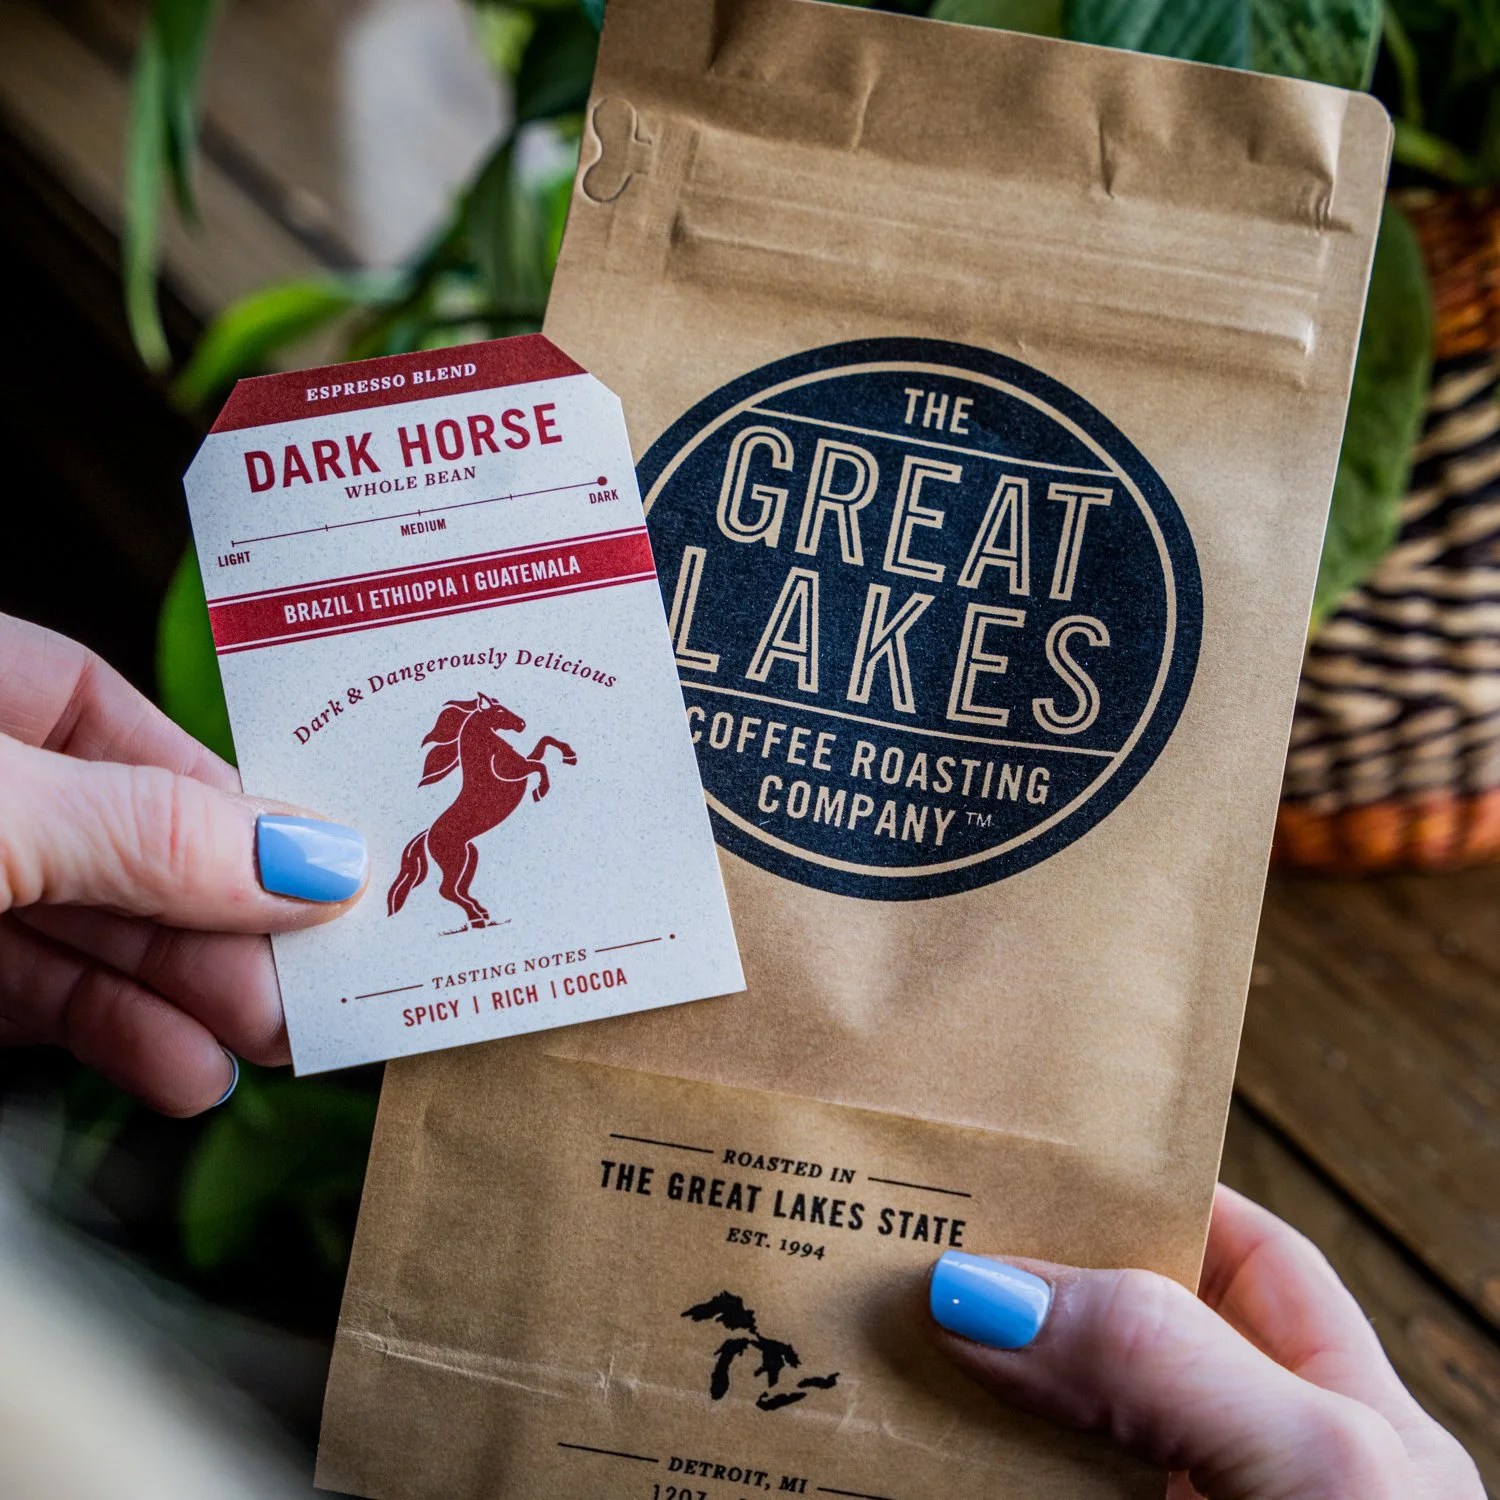 ESPRESSO BLEND
DARK HORSE
WHOLE BEAN
LIGHT MEDIUM DARK
BRAZIL | ETHIOPIA | GUATEMALA
Dark & Dangerously Delicious
TASTING NOTES
SPICY | RICH | COCOA
THE
GREAT
LAKES
COFFEE ROASTING
COMPANY™
ROASTED IN
THE GREAT LAKES STATE
EST. 1994
DETROIT, MI